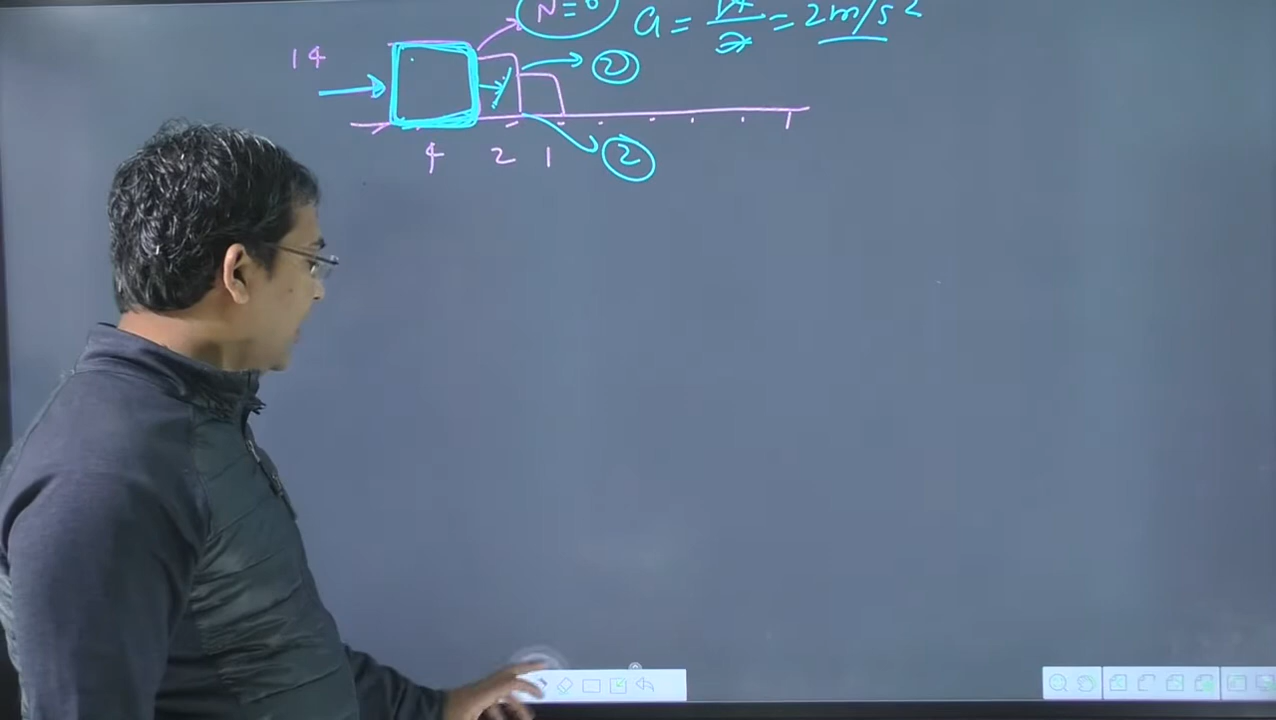 N = 6 a = 14/7 = 2m/s²
14
②
4 2 1 ②